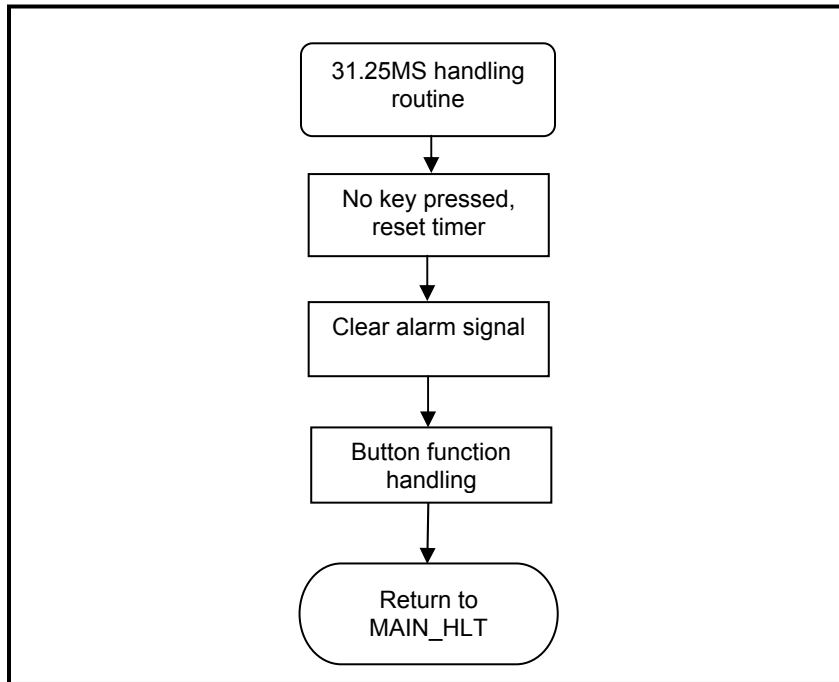 31.25MS handling
routine
No key pressed,
reset timer
Clear alarm signal
Button function
handling
Return to
MAIN_HLT